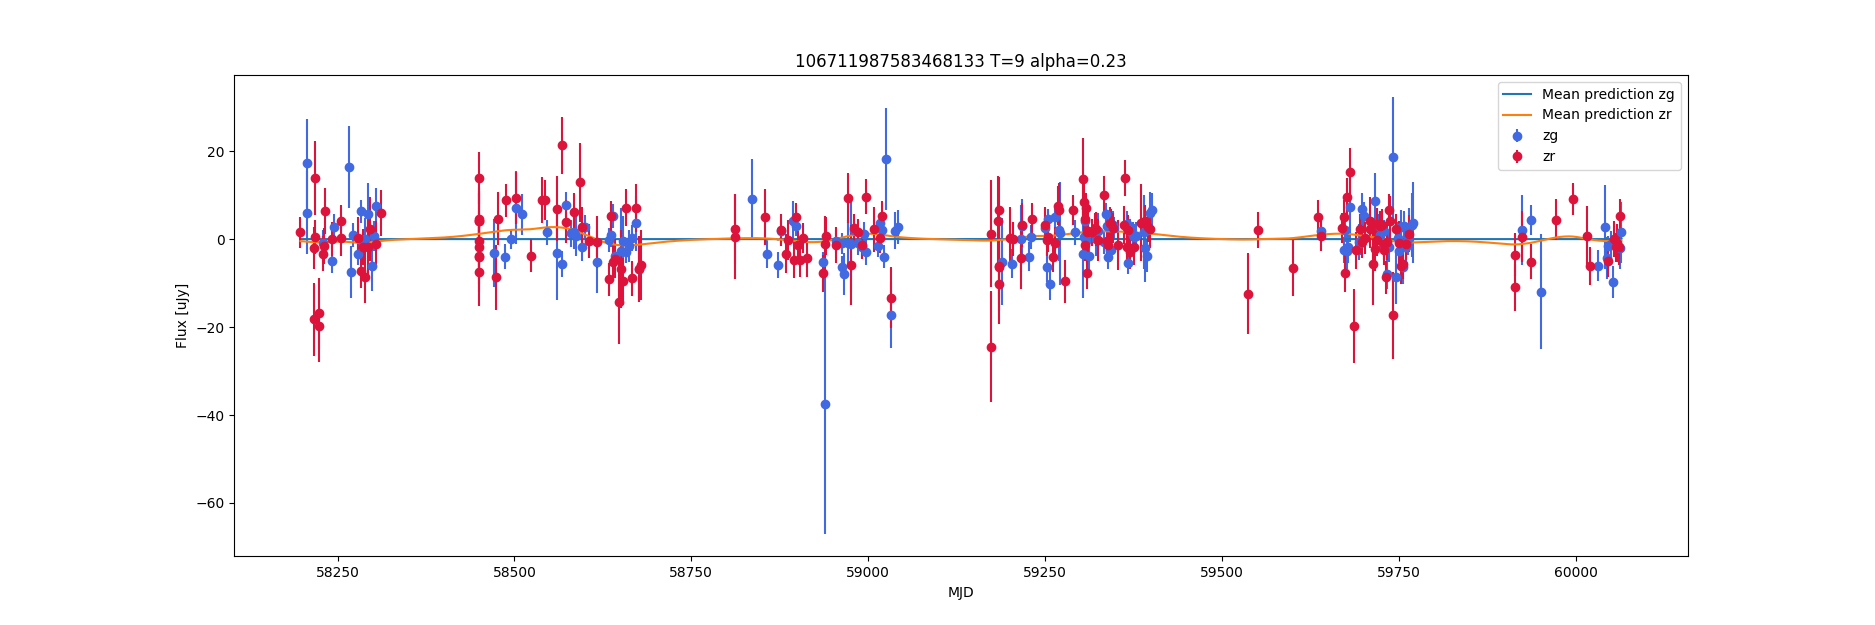 106711987583468133 T=9 alpha=0.23
Mean prediction zg
Mean prediction zr
zg
zr
20
0
−20
−40
−60
Flux [uJy]
58250 58500 58750 59000 59250 59500 59750 60000
MJD